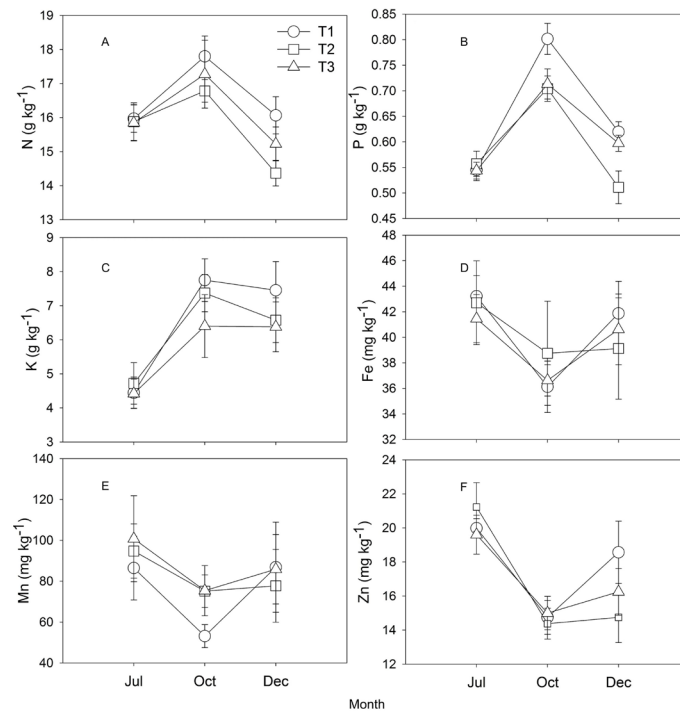 A
T1
T2
T3
N (g kg⁻¹)
19
18
17
16
15
14
13
B
P (g kg⁻¹)
0.85
0.80
0.75
0.70
0.65
0.60
0.55
0.50
0.45
C
K (g kg⁻¹)
9
8
7
6
5
4
3
D
Fe (mg kg⁻¹)
48
46
44
42
40
38
36
34
32
E
Mn (mg kg⁻¹)
140
120
100
80
60
40
Jul Oct Dec
F
Zn (mg kg⁻¹)
24
22
20
18
16
14
12
Jul Oct Dec
Month